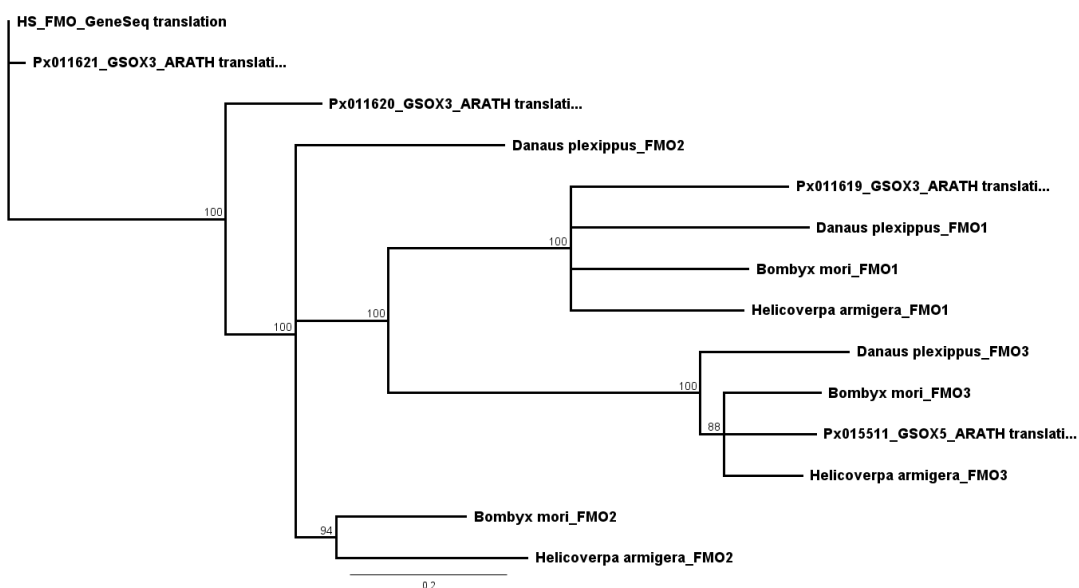 HS_FMO_GeneSeq translation
Px011621_GSOX3_ARATH translati...
Px011620_GSOX3_ARATH translati...
Danaus plexippus_FMO2
Px011619_GSOX3_ARATH translati...
100
Danaus plexippus_FMO1
100
Bombyx mori_FMO1
Helicoverpa armigera_FMO1
100
100
Danaus plexippus_FMO3
100
Bombyx mori_FMO3
88
Px015511_GSOX5_ARATH translati...
Helicoverpa armigera_FMO3
Bombyx mori_FMO2
94
Helicoverpa armigera_FMO2
0.2